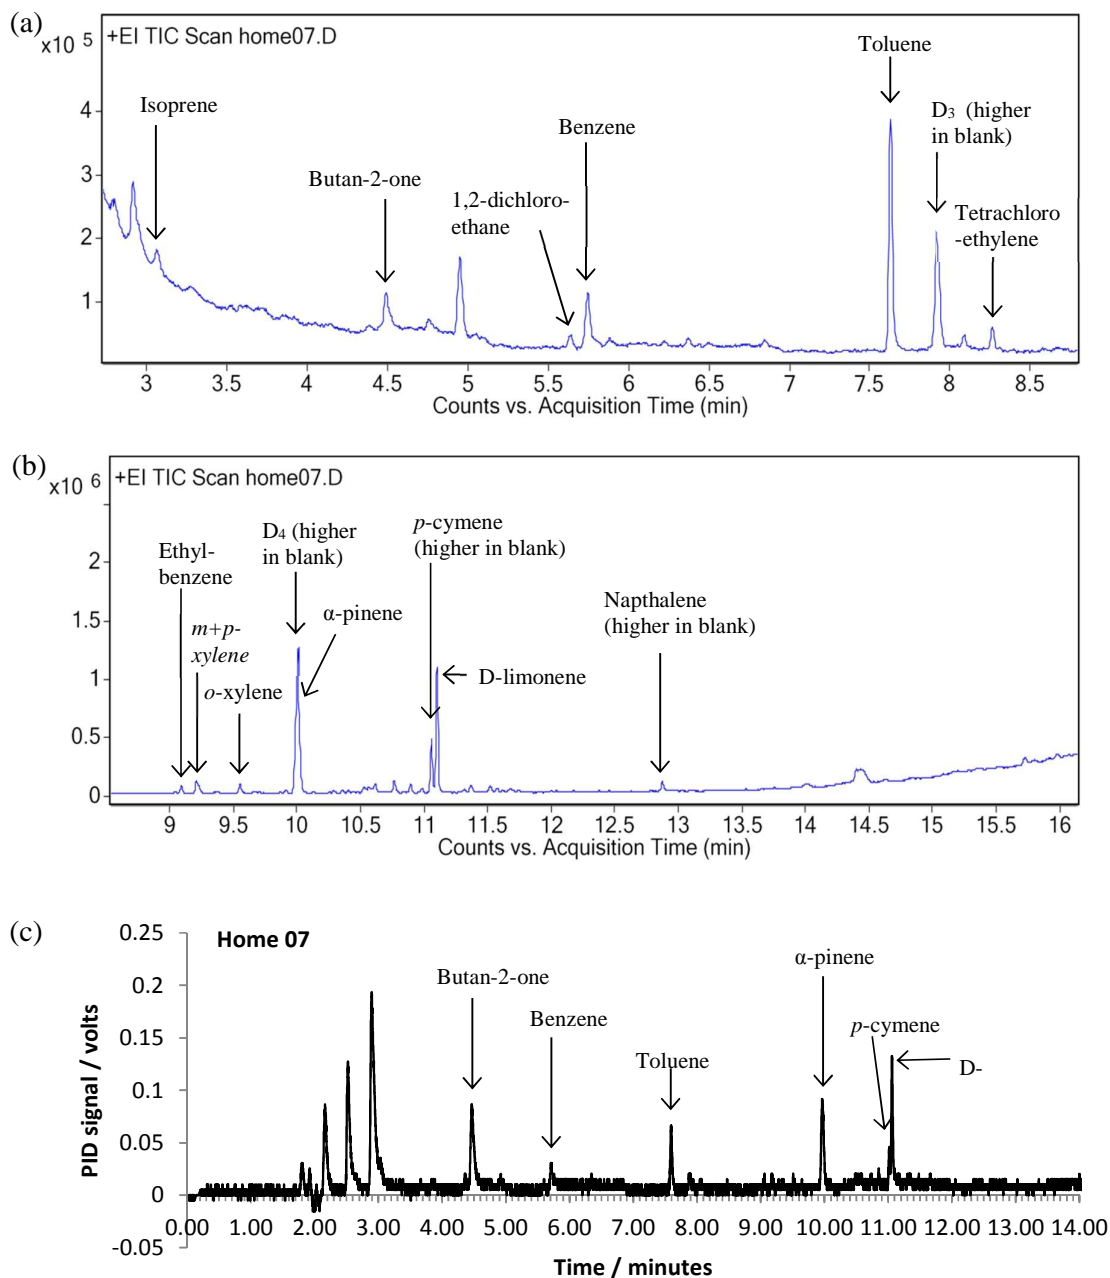 (a)
x10 5
+EI TIC Scan home07.D
Toluene
Isoprene
D3 (higher
in blank)
Benzene
Butan-2-one
1,2-dichloro-
ethane
Tetrachloro
-ethylene
4
3
2
1
3 3.5 4 4.5 5 5.5 6 6.5 7 7.5 8 8.5
Counts vs. Acquisition Time (min)
(b)
x10 6
+EI TIC Scan home07.D
D4 (higher
in blank)
p-cymene
(higher in blank)
Ethyl-
benzene
α-pinene
Napthalene
(higher in blank)
m+p-
xylene
D-limonene
o-xylene
2
1.5
1
0.5
0
9 9.5 10 10.5 11 11.5 12 12.5 13 13.5 14 14.5 15 15.5 16
Counts vs. Acquisition Time (min)
(c)
Home 07
α-pinene
Butan-2-one
Benzene
p-cymene
Toluene
D-
PID signal / volts
0.25
0.2
0.15
0.1
0.05
0
-0.05
0.00 1.00 2.00 3.00 4.00 5.00 6.00 7.00 8.00 9.00 10.00 11.00 12.00 13.00 14.00
Time / minutes